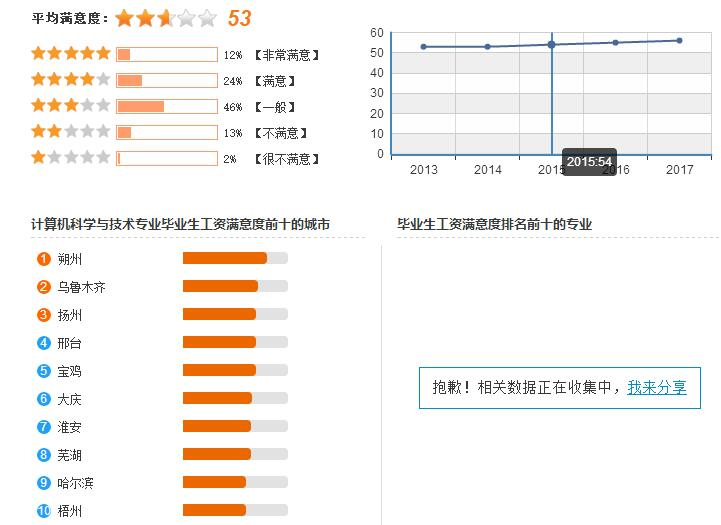 平均满意度： 53
12% 【非常满意】
24% 【满意】
46% 【一般】
13% 【不满意】
2% 【很不满意】
60
50
40
30
20
10
0
2013 2014 2015 2016 2017
2015:54
计算机科学与技术专业毕业生工资满意度前十的城市
1 朔州
2 乌鲁木齐
3 扬州
4 邢台
5 宝鸡
6 大庆
7 淮安
8 芜湖
9 哈尔滨
10 梧州
毕业生工资满意度排名前十的专业
抱歉！相关数据正在收集中，我来分享